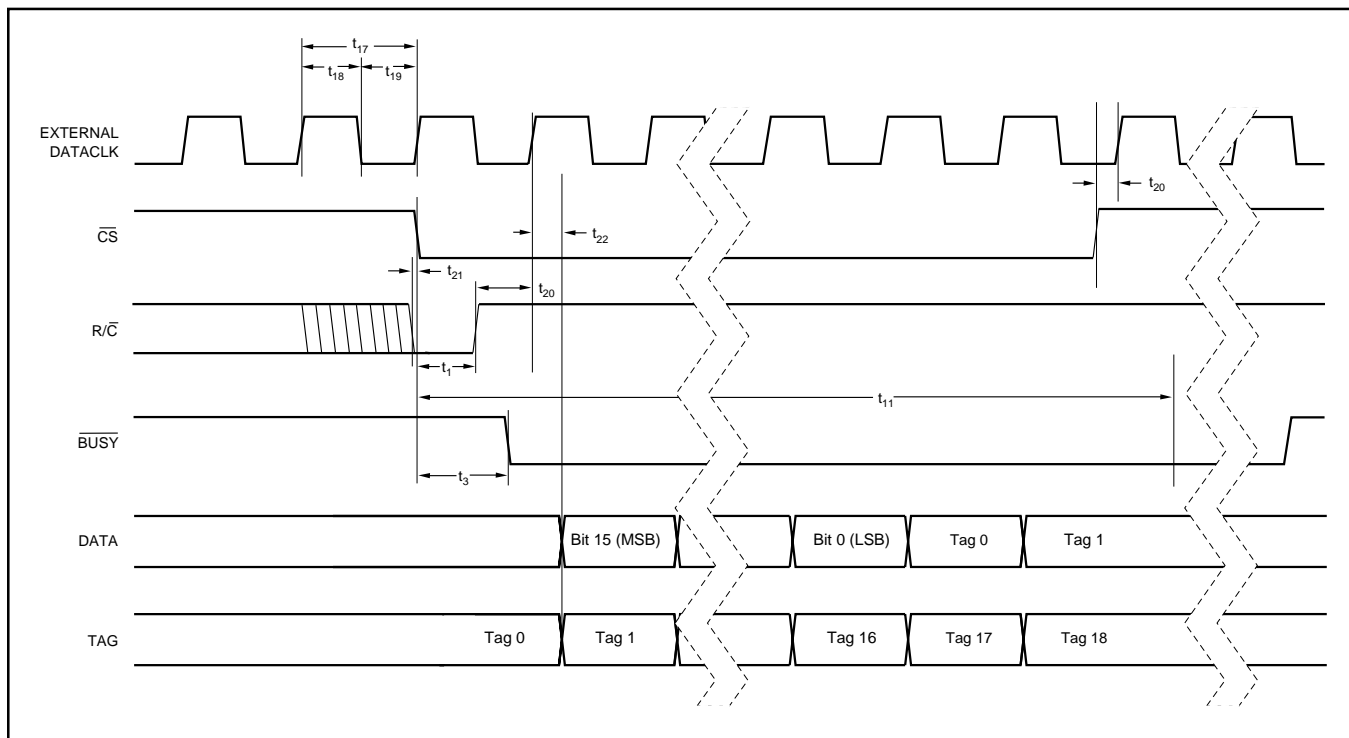 t17
t18
t19
EXTERNAL
DATACLK
t20
CS
t22
t21
t20
R/C
t1
t11
BUSY
t3
DATA
Bit 15 (MSB)
Bit 0 (LSB)
Tag 0
Tag 1
TAG
Tag 0
Tag 1
Tag 16
Tag 17
Tag 18